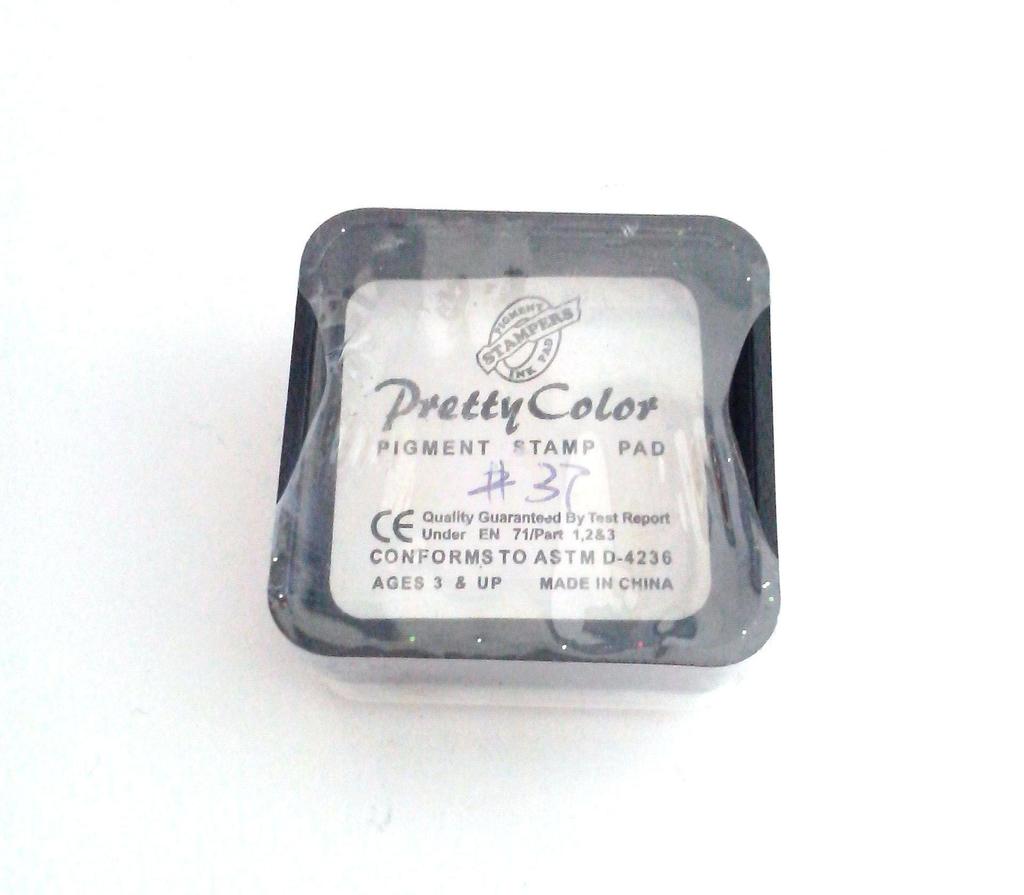 PIGMENT
STAMPERS
INK PAD
Pretty Color
PIGMENT STAMP PAD
#37
CE Quality Guaranteed By Test Report
Under EN 71/Part 1,2&3
CONFORMS TO ASTM D-4236
AGES 3 & UP MADE IN CHINA